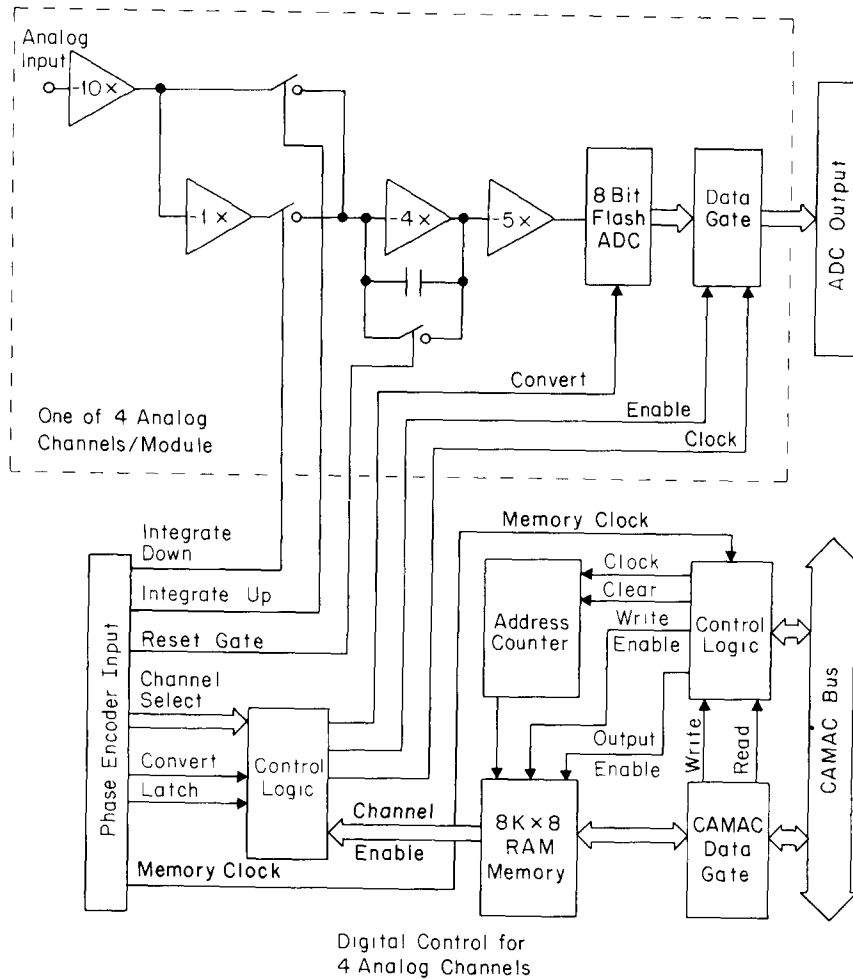 Analog
Input
-10×
-1×
-4×
-5×
8 Bit
Flash
ADC
Data
Gate
ADC Output
Convert
Enable
Clock
One of 4 Analog
Channels/Module
Integrate
Down
Integrate Up
Reset Gate
Channel
Select
Convert
Latch
Memory Clock
Phase Encoder Input
Control
Logic
Memory Clock
Clock
Clear
Write
Enable
Address
Counter
Control
Logic
Output
Enable
Write
Read
Channel
Enable
8K×8
RAM
Memory
CAMAC
Data
Gate
CAMAC Bus
Digital Control for
4 Analog Channels